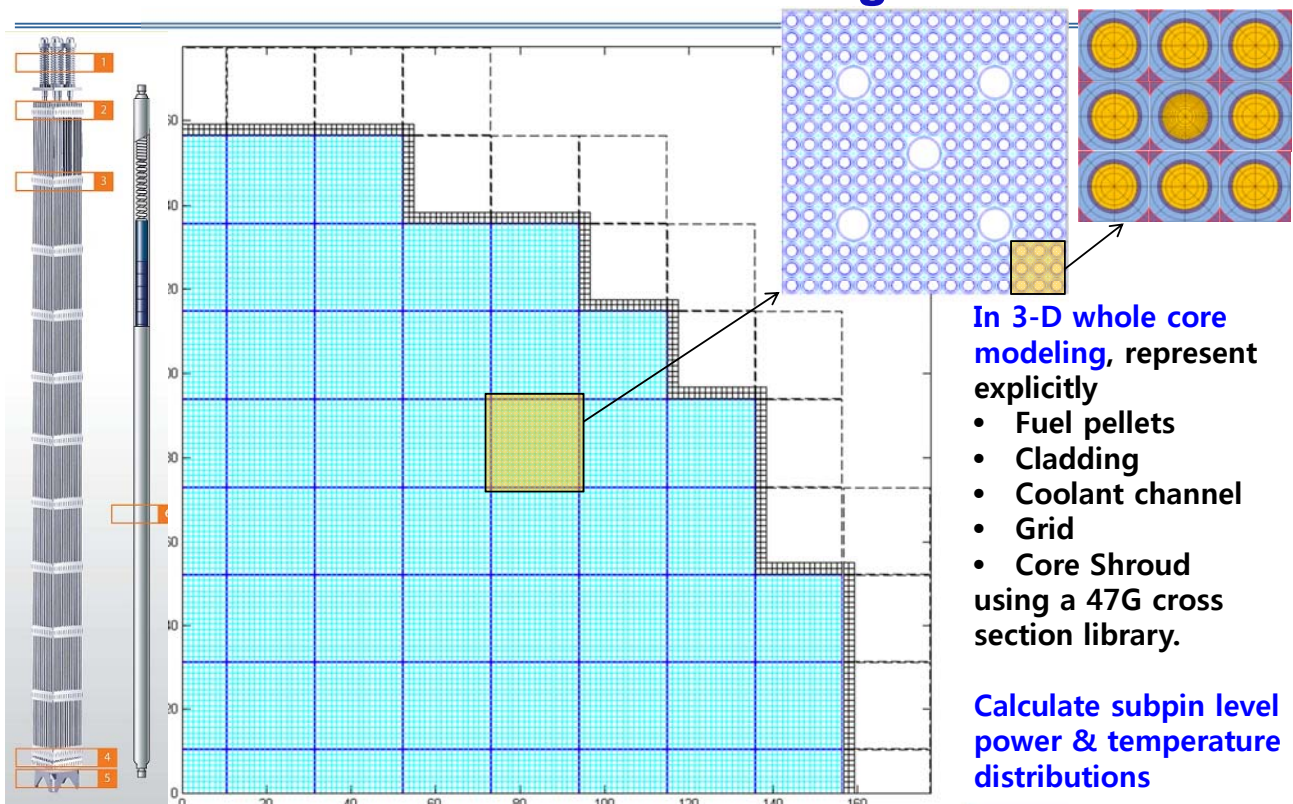 1
2
3
4
5
In 3-D whole core
modeling, represent
explicitly
• Fuel pellets
• Cladding
• Coolant channel
• Grid
• Core Shroud
using a 47G cross
section library.
Calculate subpin level
power & temperature
distributions
0
20
40
60
80
100
120
140
160